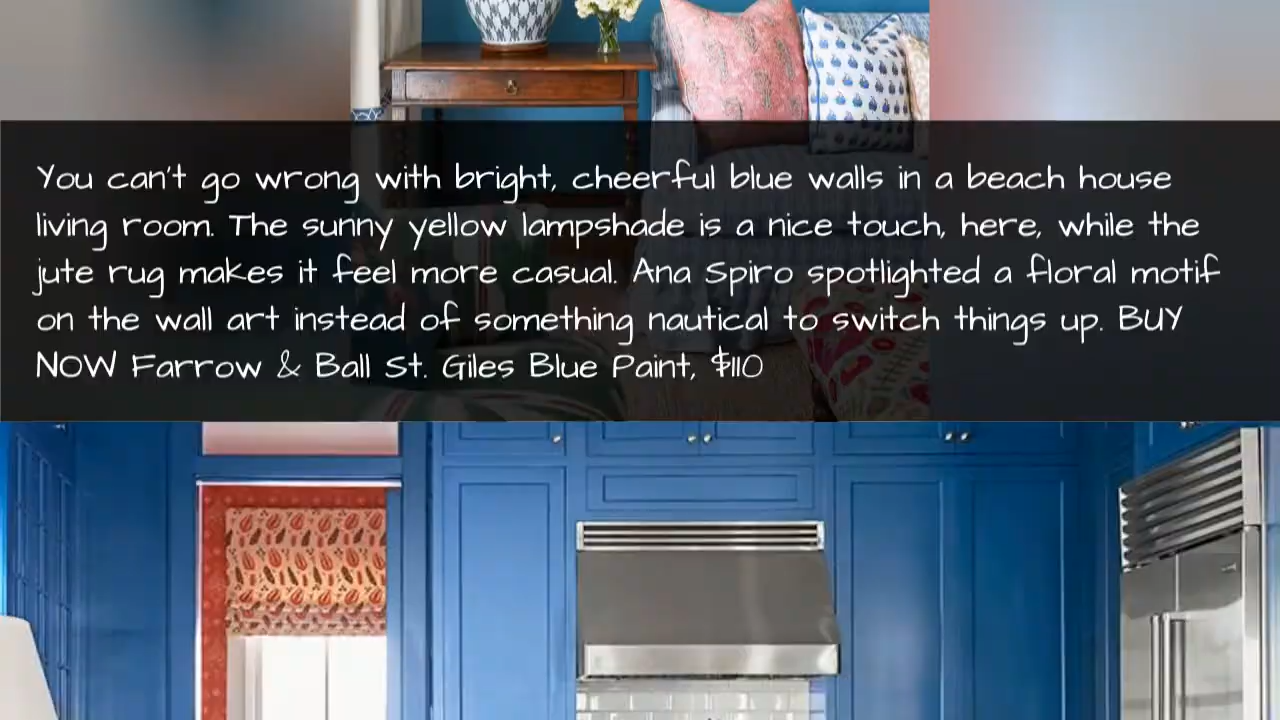 You can't go wrong with bright, cheerful blue walls in a beach house
living room. The sunny yellow lampshade is a nice touch, here, while the
jute rug makes it feel more casual. Ana Spiro spotlighted a floral motif
on the wall art instead of something nautical to switch things up. BUY
NOW Farrow & Ball St. Giles Blue Paint, $110